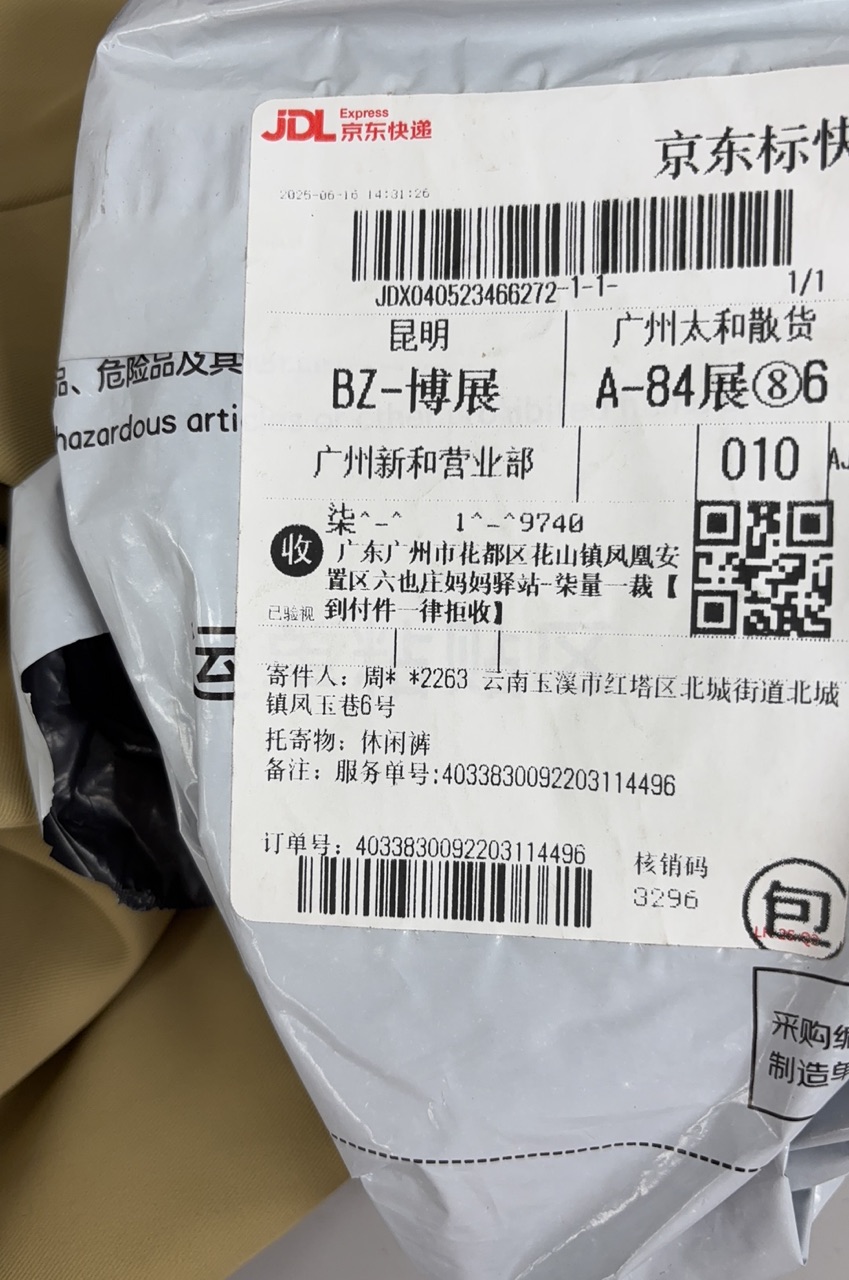 JDL Express
京东快递
京东标快
2025-06-16 14:31:26
JDX040523466272-1-1-
1/1
昆明
广州太和散货
BZ-博展
A-84展⑧6
广州新和营业部
010
AJ
柒^-^ 1^-^9740
收
广东广州市花都区花山镇凤凰安
置区六也庄妈妈驿站-柒量一裁【
到付件一律拒收】
已验视
寄件人：周* *2263 云南玉溪市红塔区北城街道北城
镇凤玉巷6号
托寄物：休闲裤
备注：服务单号:4033830092203114496
订单号：4033830092203114496
核销码
3296
包
品、危险品及其
hazardous arti
运
采购编
制造单